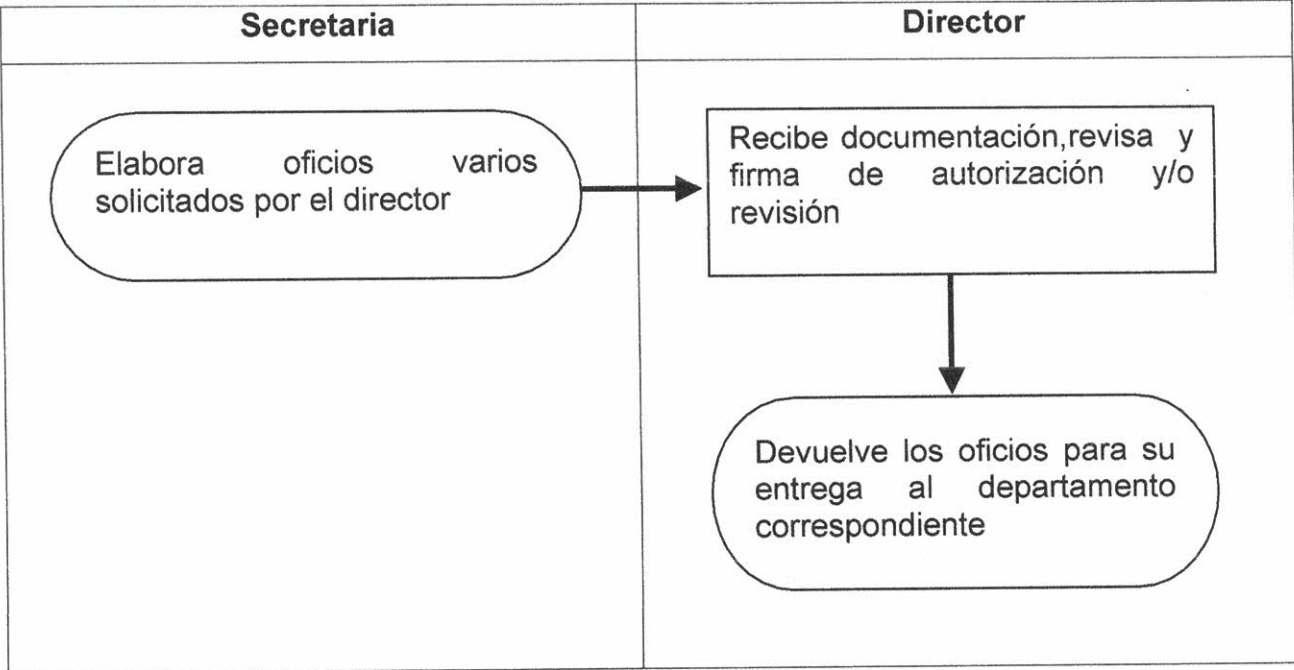 Secretaria
Director
Elabora oficios varios
solicitados por el director
Recibe documentación,revisa y
firma de autorización y/o
revisión
Devuelve los oficios para su
entrega al departamento
correspondiente